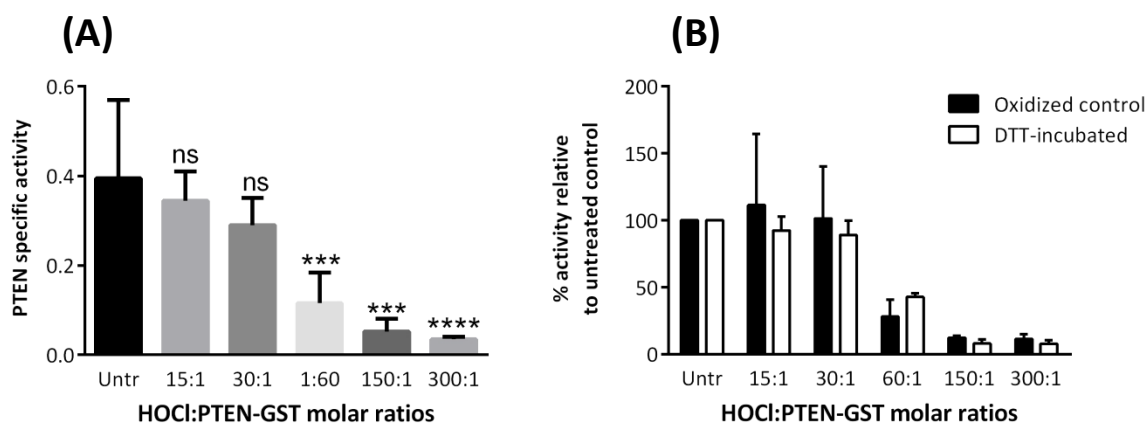 (A)
PTEN specific activity
0.6
0.4
0.2
0.0
ns
ns
***
***
****
Untr 15:1 30:1 1:60 150:1 300:1
HOCl:PTEN-GST molar ratios
(B)
% activity relative
to untreated control
200
150
100
50
0
Oxidized control
DTT-incubated
Untr 15:1 30:1 60:1 150:1 300:1
HOCl:PTEN-GST molar ratios